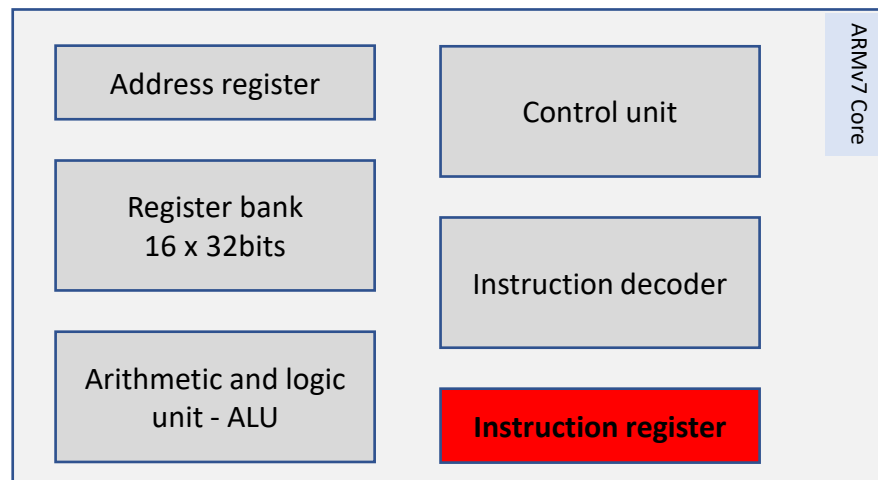 Address register
Register bank
16 x 32bits
Arithmetic and logic
unit - ALU
Control unit
Instruction decoder
Instruction register
ARMv7 Core